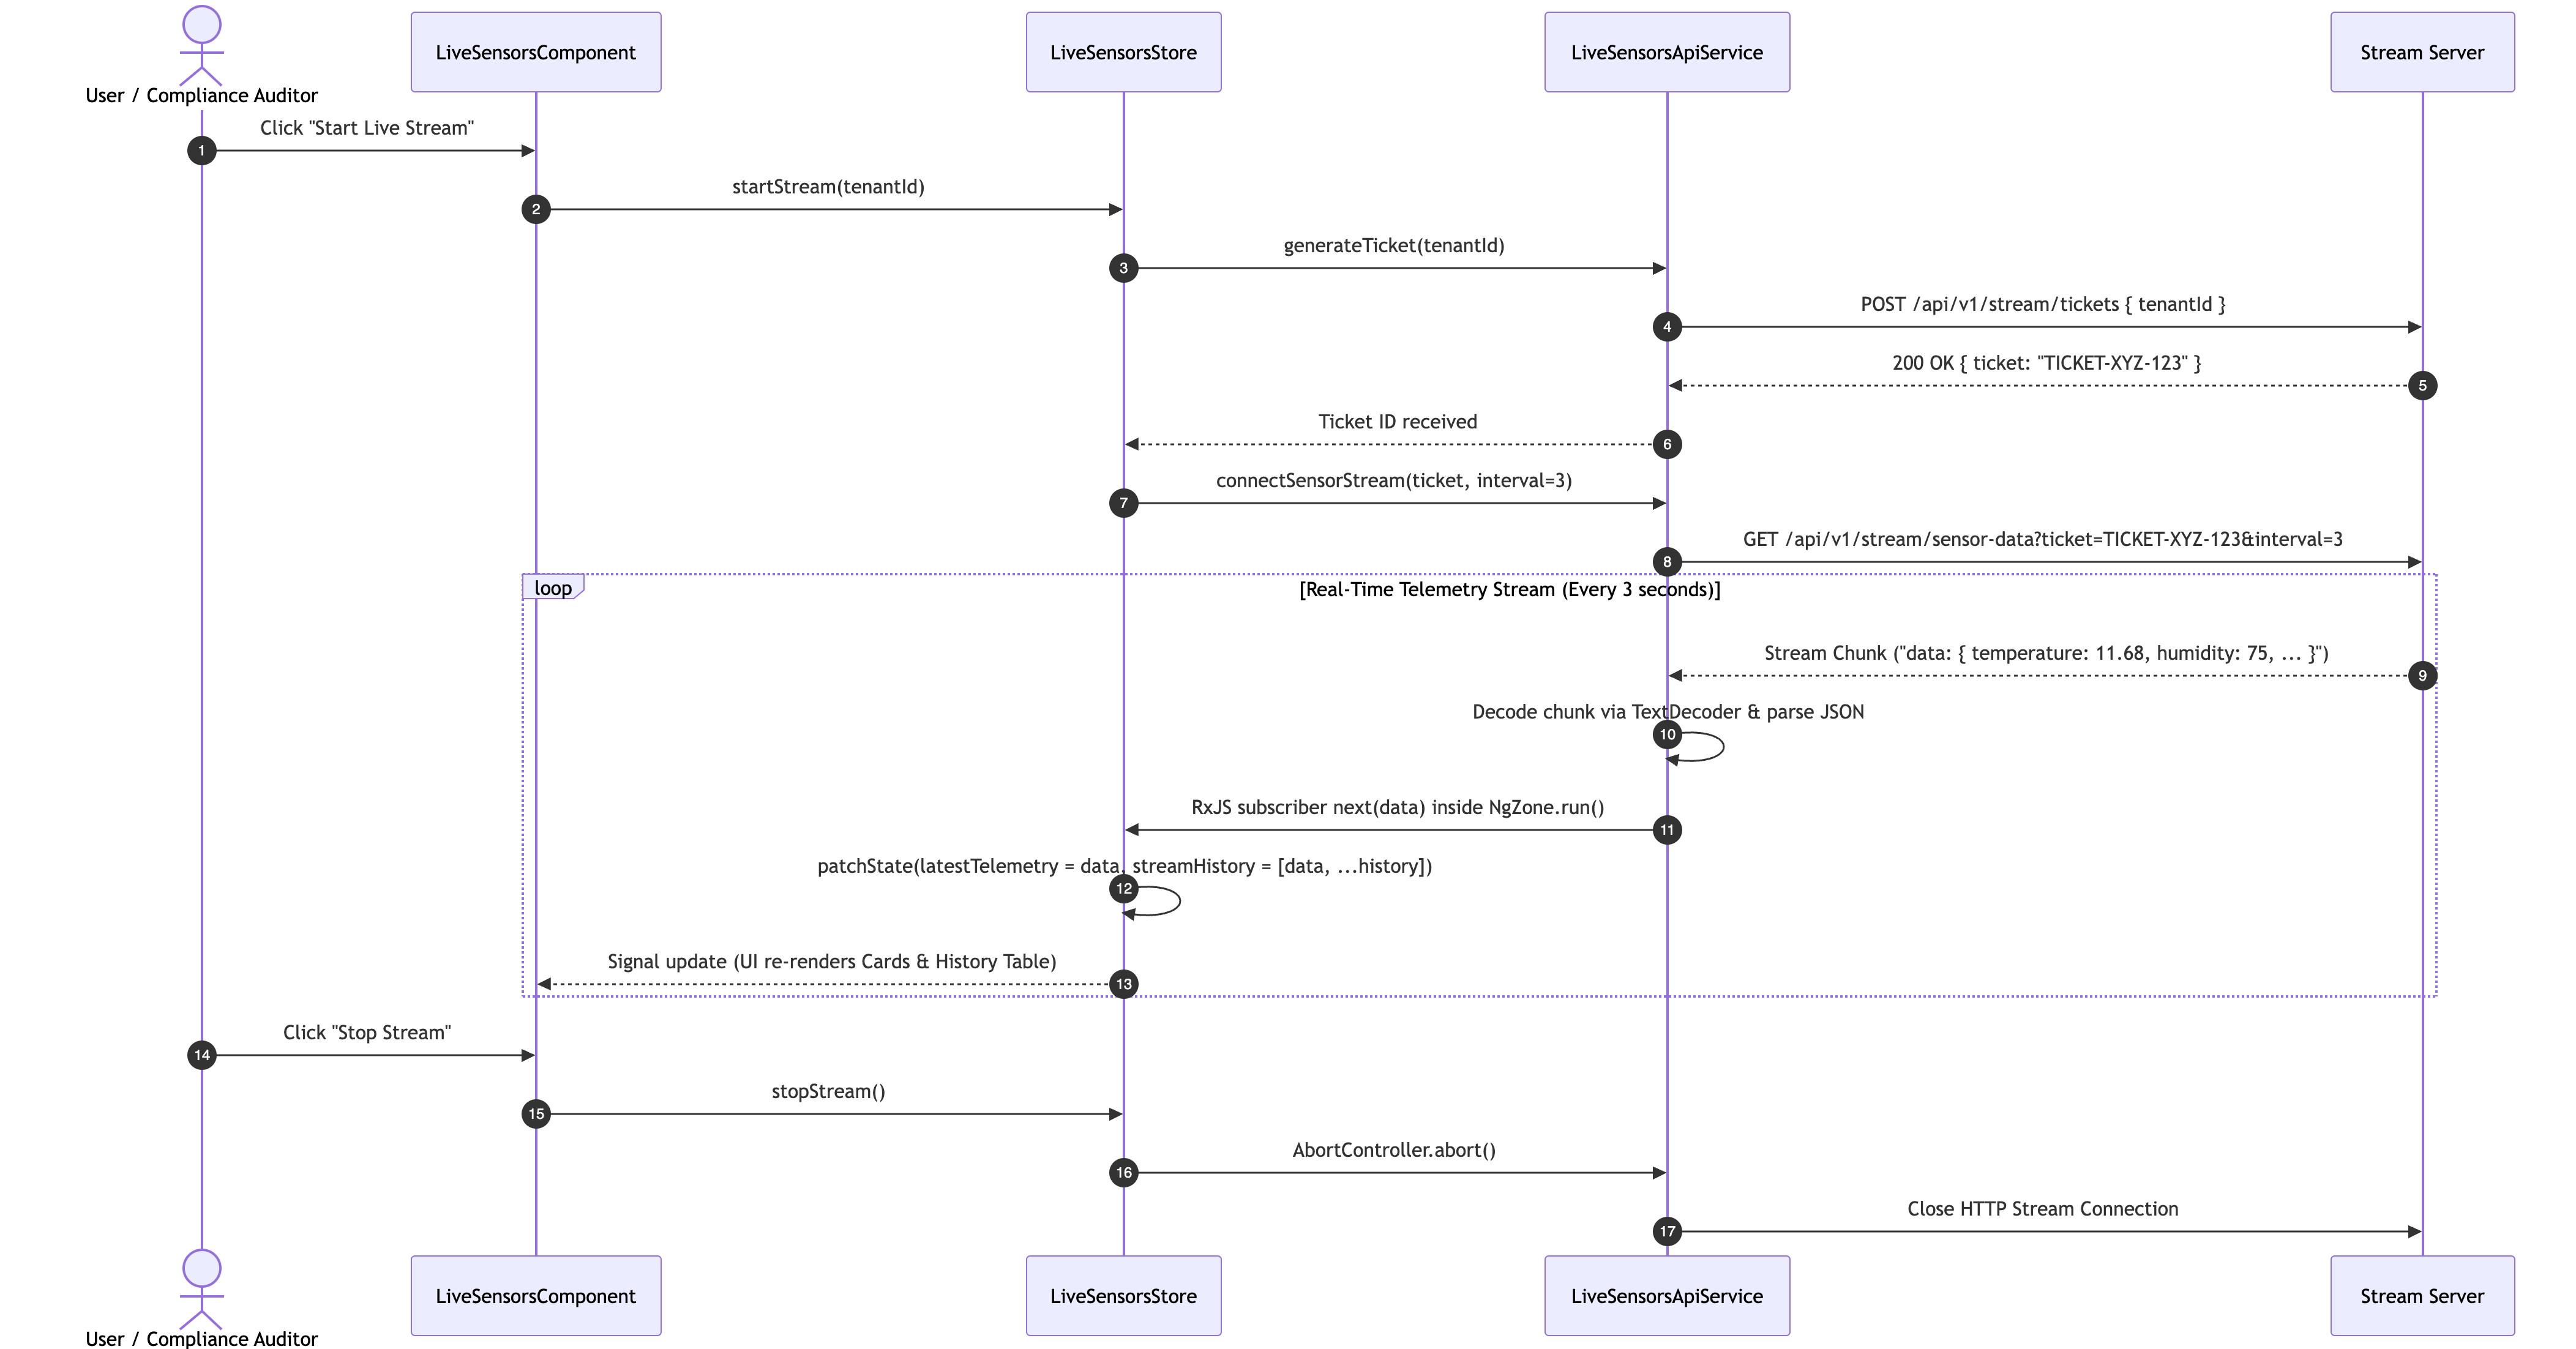 User / Compliance Auditor
LiveSensorsComponent
LiveSensorsStore
LiveSensorsApiService
Stream Server
Click "Start Live Stream"
1
startStream(tenantId)
2
generateTicket(tenantId)
3
POST /api/v1/stream/tickets { tenantId }
4
200 OK { ticket: "TICKET-XYZ-123" }
5
Ticket ID received
6
connectSensorStream(ticket, interval=3)
7
GET /api/v1/stream/sensor-data?ticket=TICKET-XYZ-123&interval=3
8
loop
[Real-Time Telemetry Stream (Every 3 seconds)]
Stream Chunk ("data: { temperature: 11.68, humidity: 75, ... }")
9
Decode chunk via TextDecoder & parse JSON
10
RxJS subscriber next(data) inside NgZone.run()
11
patchState(latestTelemetry = data, streamHistory = [data, ...history])
12
Signal update (UI re-renders Cards & History Table)
13
Click "Stop Stream"
14
stopStream()
15
AbortController.abort()
16
Close HTTP Stream Connection
17
LiveSensorsComponent
LiveSensorsStore
LiveSensorsApiService
Stream Server
User / Compliance Auditor